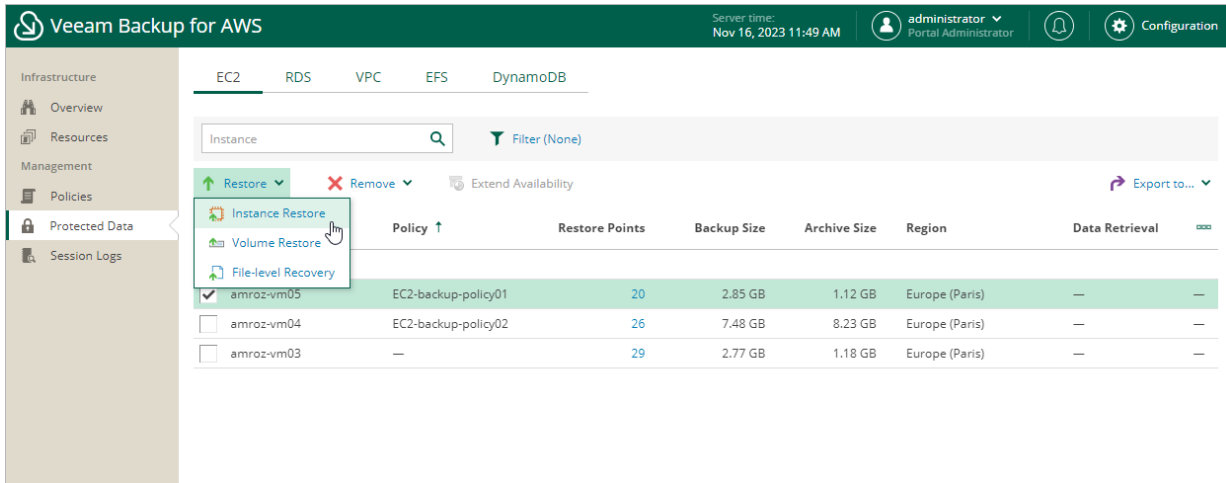 Veeam Backup for AWS
Server time:
Nov 16, 2023 11:49 AM
administrator
Portal Administrator
Configuration
Infrastructure
Overview
Resources
Management
Policies
Protected Data
Session Logs
EC2 RDS VPC EFS DynamoDB
Instance
Filter (None)
Restore Remove Extend Availability Export to...
Instance Restore
Volume Restore
File-level Recovery
Policy ↑ Restore Points Backup Size Archive Size Region Data Retrieval
amroz-vm05 EC2-backup-policy01 20 2.85 GB 1.12 GB Europe (Paris) — —
amroz-vm04 EC2-backup-policy02 26 7.48 GB 8.23 GB Europe (Paris) — —
amroz-vm03 — 29 2.77 GB 1.18 GB Europe (Paris) — —